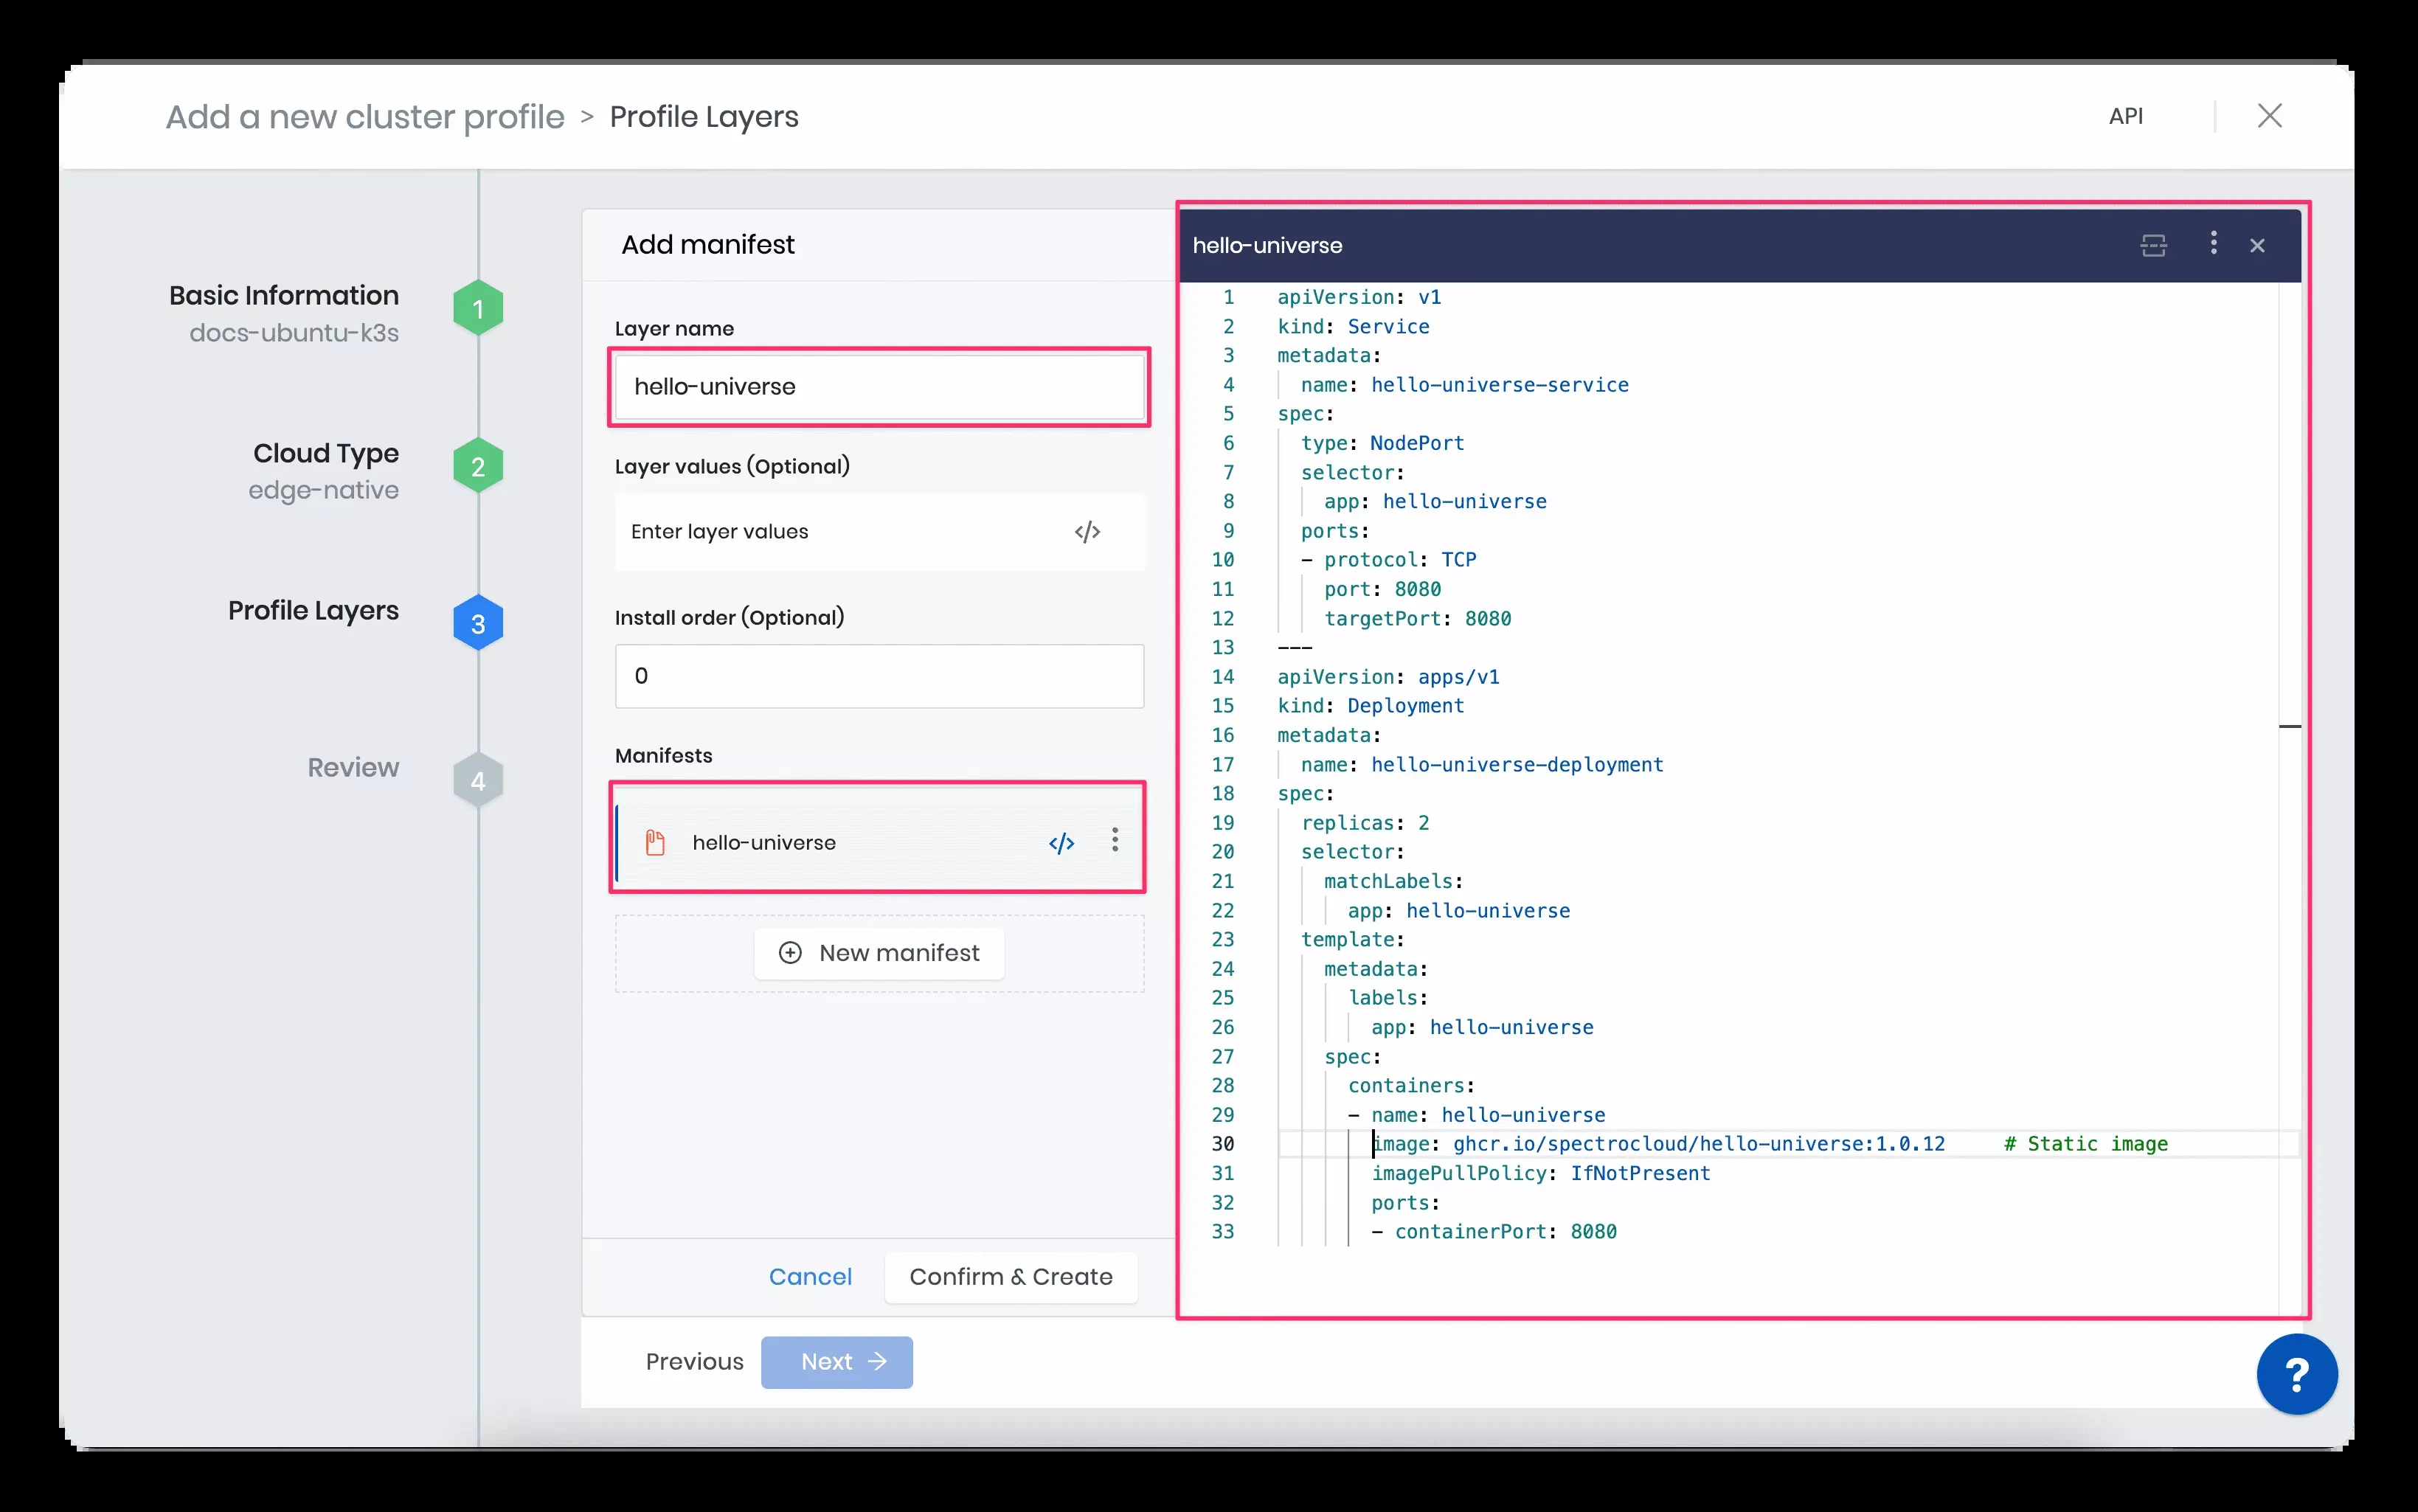 Add a new cluster profile > Profile Layers
API
Basic Information
docs-ubuntu-k3s
1
Cloud Type
edge-native
2
Profile Layers
3
Review
4
Add manifest
Layer name
hello-universe
Layer values (Optional)
Enter layer values </>
Install order (Optional)
0
Manifests
hello-universe </>
New manifest
Cancel Confirm & Create
Previous Next →
hello-universe
1 apiVersion: v1
2 kind: Service
3 metadata:
4   name: hello-universe-service
5 spec:
6   type: NodePort
7   selector:
8     app: hello-universe
9   ports:
10   - protocol: TCP
11     port: 8080
12     targetPort: 8080
13 ---
14 apiVersion: apps/v1
15 kind: Deployment
16 metadata:
17   name: hello-universe-deployment
18 spec:
19   replicas: 2
20   selector:
21     matchLabels:
22       app: hello-universe
23   template:
24     metadata:
25       labels:
26         app: hello-universe
27     spec:
28       containers:
29       - name: hello-universe
30         image: ghcr.io/spectrocloud/hello-universe:1.0.12     # Static image
31         imagePullPolicy: IfNotPresent
32         ports:
33         - containerPort: 8080
?